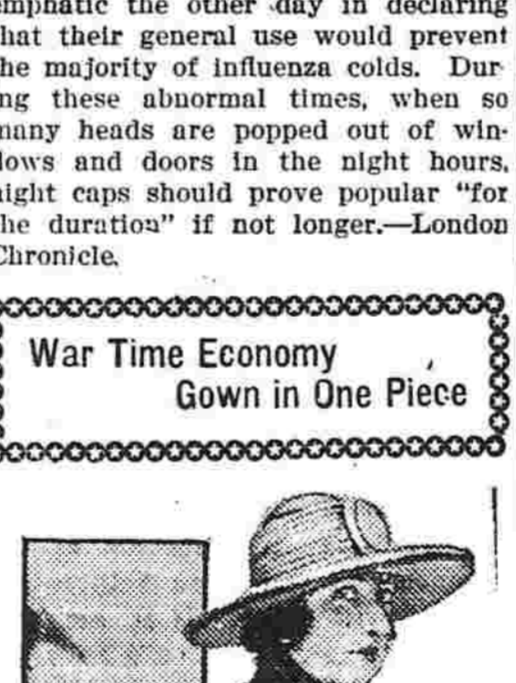 emphatic the other day in declaring
hat their general use would prevent
he majority of influenza colds. Dur-
ng these abnormal times, when so
nany heads are popped out of win-
lows and doors in the night hours,
night caps should prove popular "for
he duration" if not longer.—London
Chronicle.
War Time Economy
Gown in One Piece